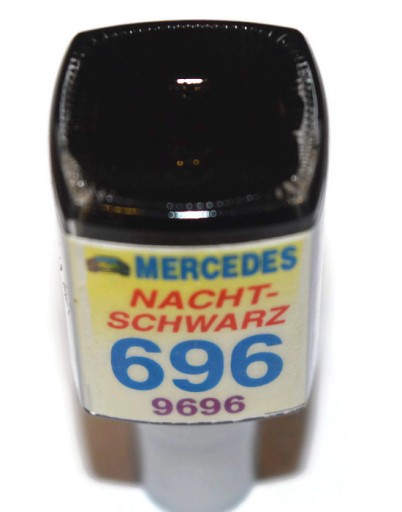 MERCEDES
NACHT-
SCHWARZ
696
9696